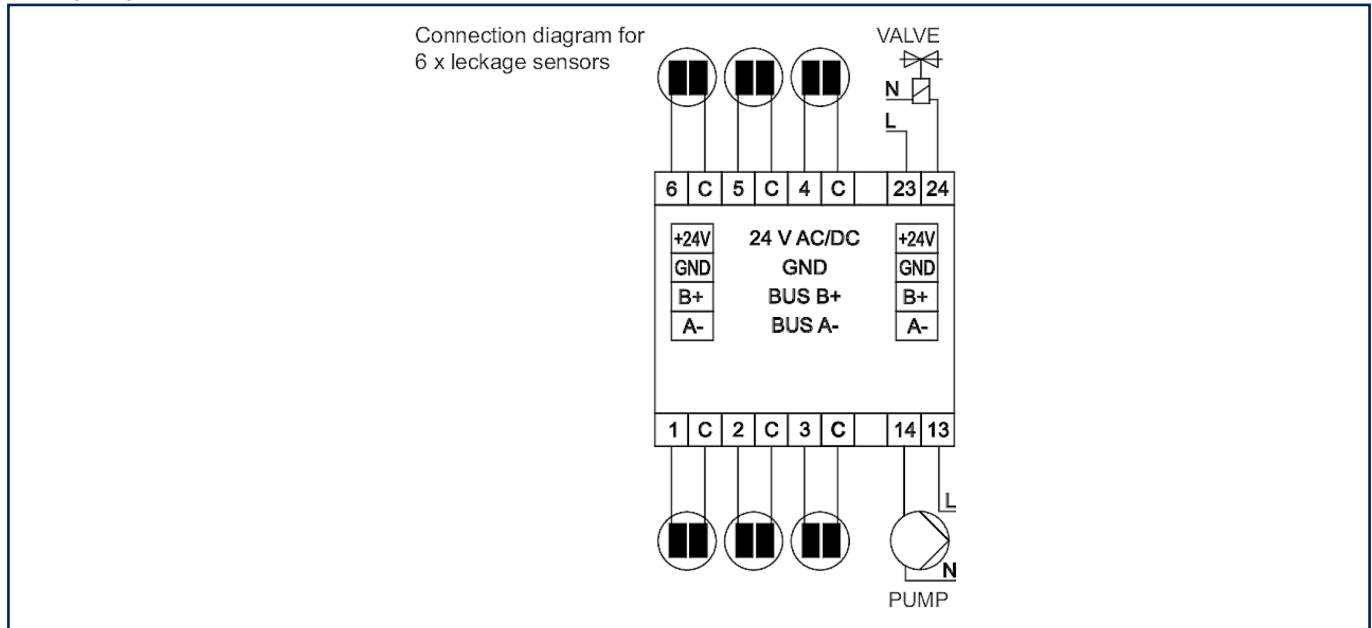 Connection diagram for
6 x leckage sensors
VALVE
N
L
6 C 5 C 4 C 23 24
+24V 24 V AC/DC +24V
GND GND GND
B+ BUS B+ B+
A- BUS A- A-
1 C 2 C 3 C 14 13
L
N
PUMP